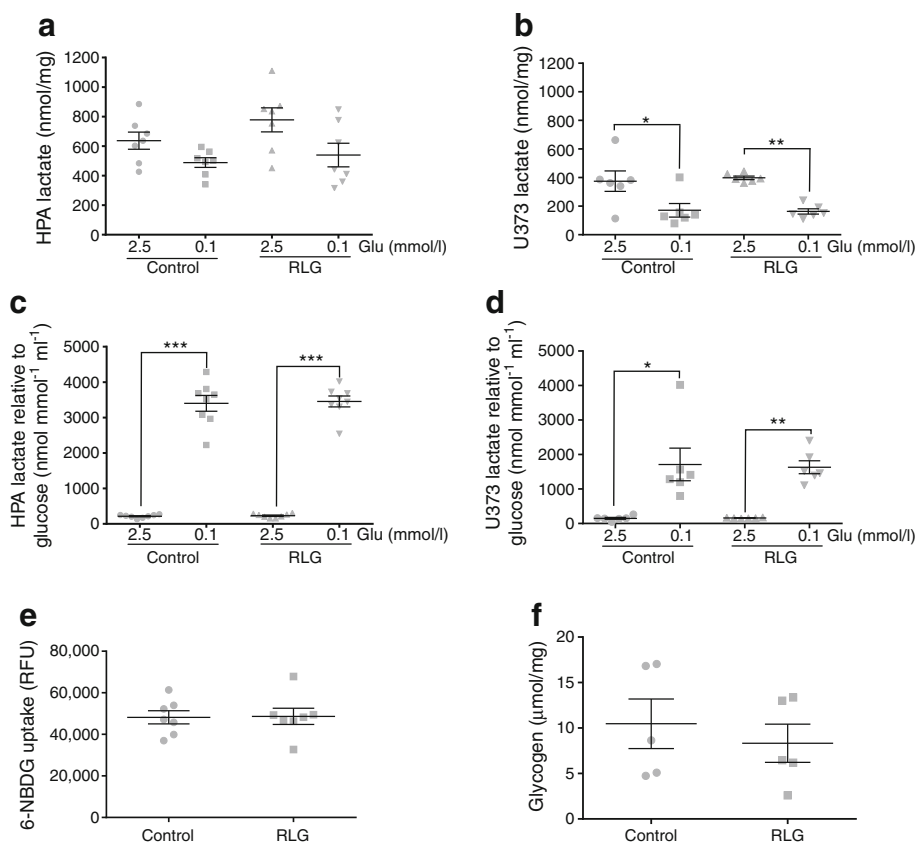 a
HPA lactate (nmol/mg)
1200
1000
800
600
400
200
0
2.5 0.1 2.5 0.1 Glu (mmol/l)
Control RLG
b
U373 lactate (nmol/mg)
1200
1000
800
600
400
200
0
*
**
2.5 0.1 2.5 0.1 Glu (mmol/l)
Control RLG
c
HPA lactate relative to
glucose (nmol mmol⁻¹ ml⁻¹)
5000
4000
3000
2000
1000
0
***
***
2.5 0.1 2.5 0.1 Glu (mmol/l)
Control RLG
d
U373 lactate relative to
glucose (nmol mmol⁻¹ ml⁻¹)
5000
4000
3000
2000
1000
0
*
**
2.5 0.1 2.5 0.1 Glu (mmol/l)
Control RLG
e
6-NBDG uptake (RFU)
80,000
60,000
40,000
20,000
0
Control RLG
f
Glycogen (μmol/mg)
20
15
10
5
0
Control RLG